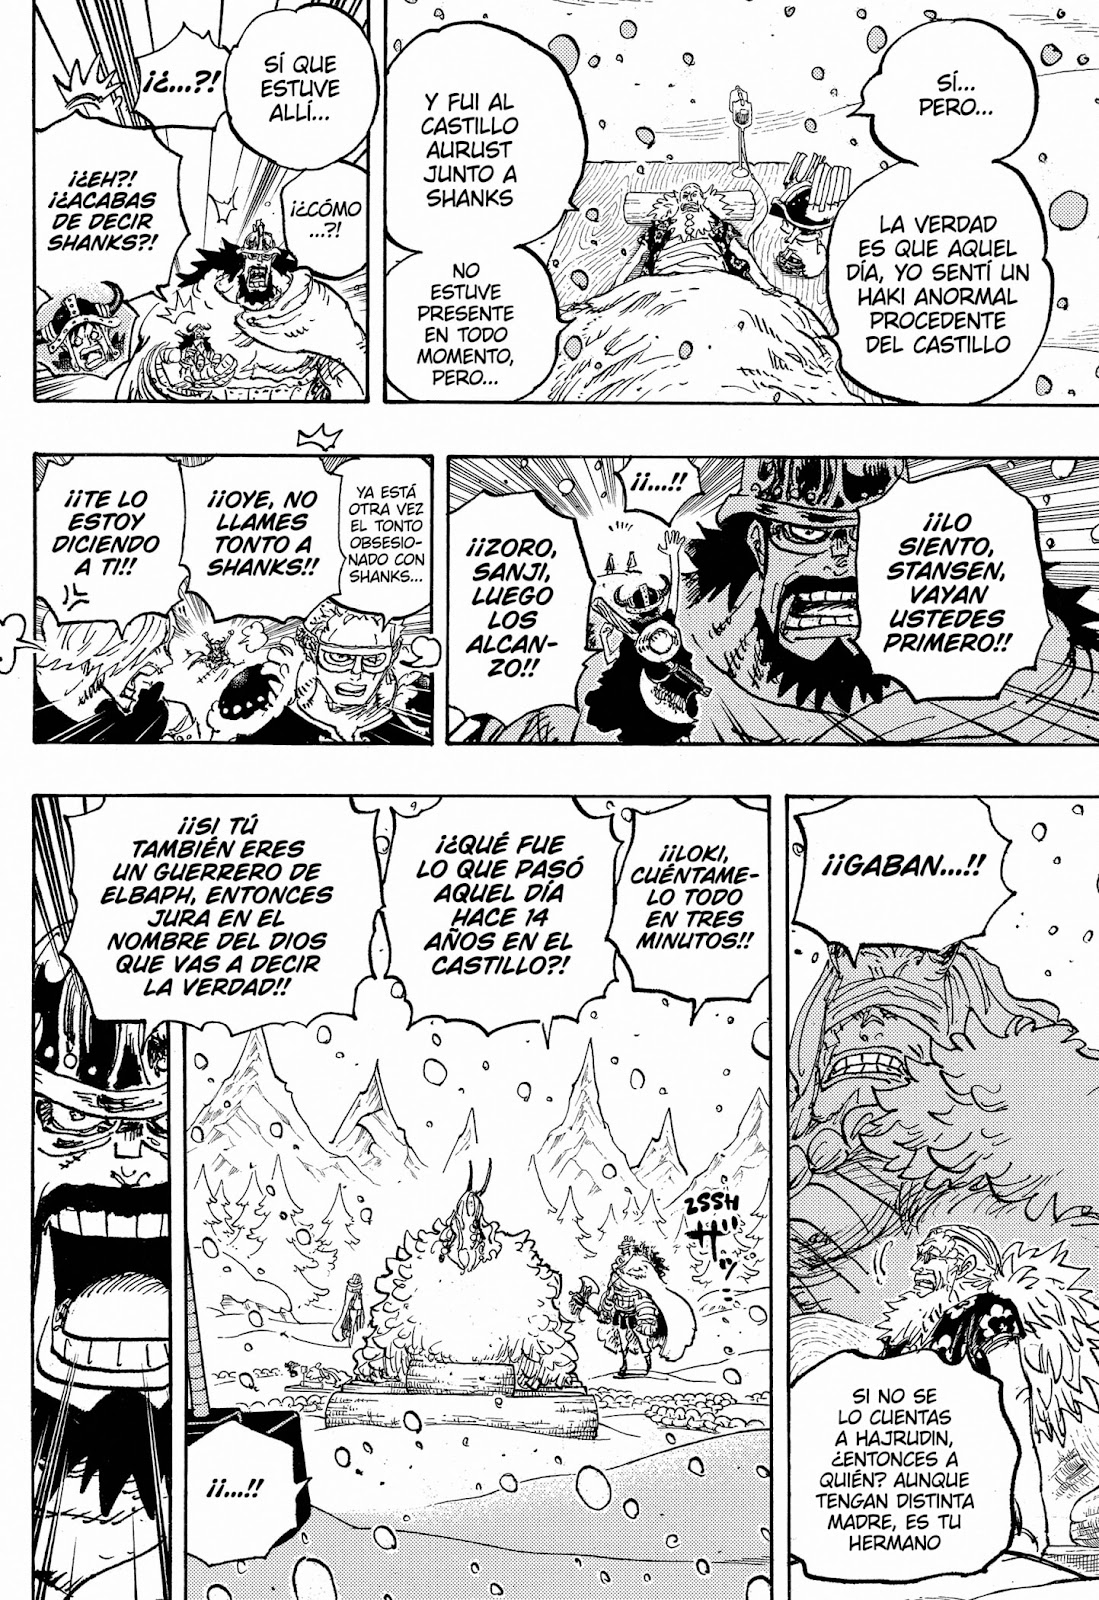 SÍ...
PERO...
LA VERDAD
ES QUE AQUEL
DÍA, YO SENTÍ UN
HAKI ANORMAL
PROCEDENTE
DEL CASTILLO
Y FUI AL
CASTILLO
AURUST
JUNTO A
SHANKS
NO
ESTUVE
PRESENTE
EN TODO
MOMENTO,
PERO...
SÍ QUE
ESTUVE
ALLÍ...
¡¿...?!
¡¿CÓMO
...?!
¡¿EH?!
¡¿ACABAS
DE DECIR
SHANKS?!
¡¡LO
SIENTO,
STANSEN,
VAYAN
USTEDES
PRIMERO!!
¡¡...!!
¡¡ZORO,
SANJI,
LUEGO
LOS
ALCAN-
ZO!!
YA ESTÁ
OTRA VEZ
EL TONTO
OBSESIO-
NADO CON
SHANKS...
¡¡OYE, NO
LLAMES
TONTO A
SHANKS!!
¡¡TE LO
ESTOY
DICIENDO
A TI!!
¡¡GABAN...!!
SI NO SE
LO CUENTAS
A HAJRUDIN,
¿ENTONCES A
QUIÉN? AUNQUE
TENGAN DISTINTA
MADRE, ES TU
HERMANO
¡¡LOKI,
CUÉNTAME-
LO TODO
EN TRES
MINUTOS!!
¡¿QUÉ FUE
LO QUE PASÓ
AQUEL DÍA
HACE 14
AÑOS EN EL
CASTILLO?!
¡¡SI TÚ
TAMBIÉN ERES
UN GUERRERO DE
ELBAPH, ENTONCES
JURA EN EL
NOMBRE DEL DIOS
QUE VAS A DECIR
LA VERDAD!!
ZSSH
ザッ
¡¡...!!